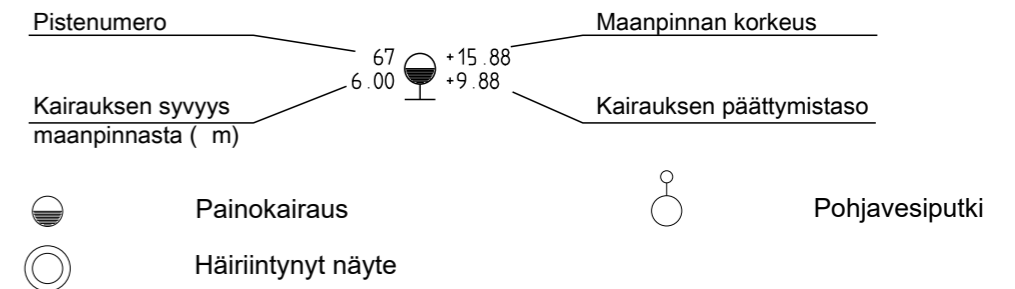 Pistenumero
Maanpinnan korkeus
67 +15.88
6.00 +9.88
Kairauksen syvyys
maanpinnasta ( m)
Kairauksen päättymistaso
Painokairaus
Pohjavesiputki
Häiriintynyt näyte